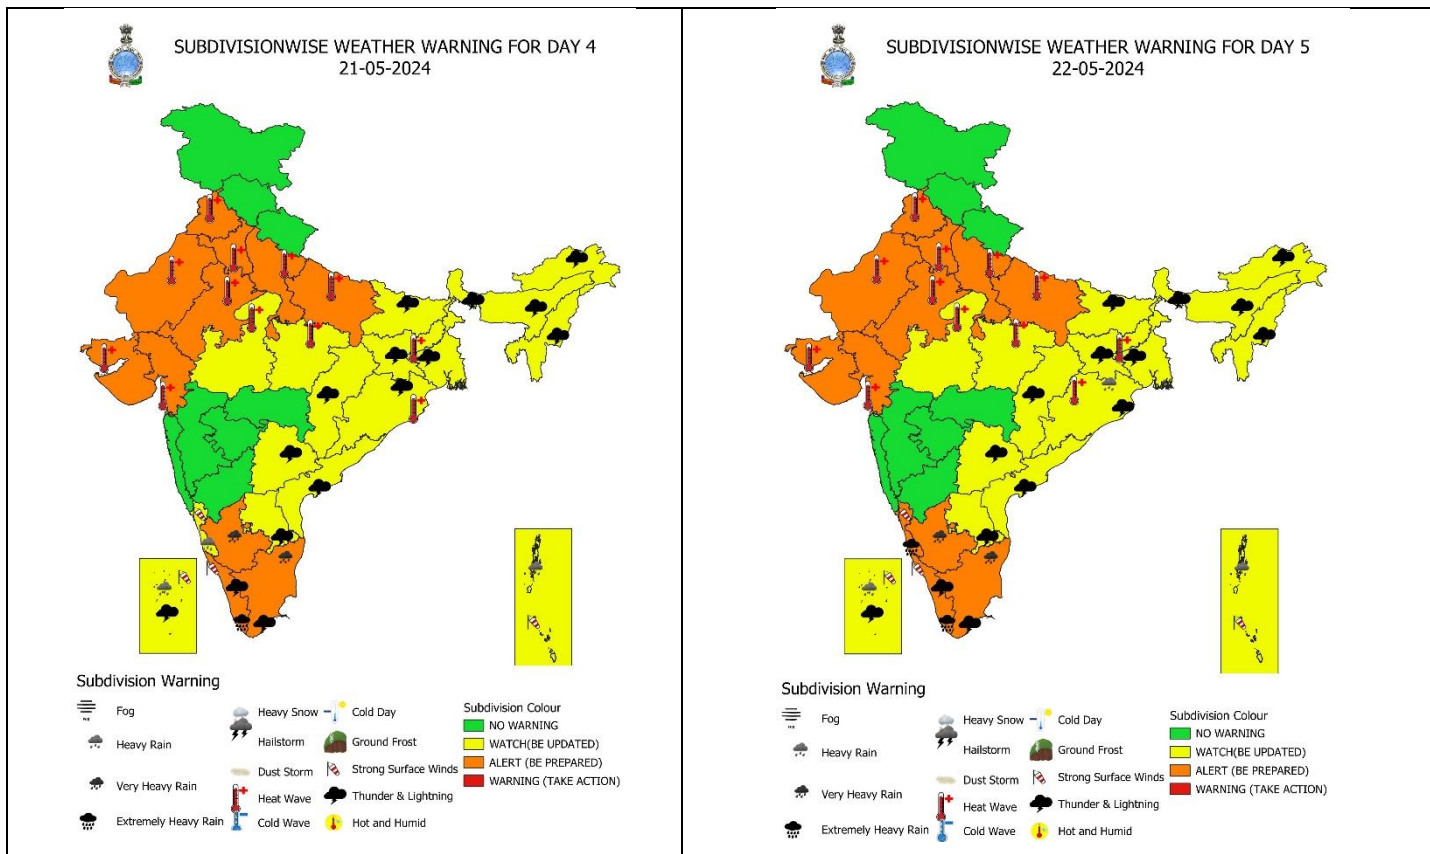 SUBDIVISIONWISE WEATHER WARNING FOR DAY 4
21-05-2024
Subdivision Warning
Fog
Heavy Rain
Very Heavy Rain
Extremely Heavy Rain
Heavy Snow
Hailstorm
Dust Storm
Heat Wave
Cold Wave
Cold Day
Ground Frost
Strong Surface Winds
Thunder & Lightning
Hot and Humid
Subdivision Colour
NO WARNING
WATCH(BE UPDATED)
ALERT (BE PREPARED)
WARNING (TAKE ACTION)
SUBDIVISIONWISE WEATHER WARNING FOR DAY 5
22-05-2024
Subdivision Warning
Fog
Heavy Rain
Very Heavy Rain
Extremely Heavy Rain
Heavy Snow
Hailstorm
Dust Storm
Heat Wave
Cold Wave
Cold Day
Ground Frost
Strong Surface Winds
Thunder & Lightning
Hot and Humid
Subdivision Colour
NO WARNING
WATCH(BE UPDATED)
ALERT (BE PREPARED)
WARNING (TAKE ACTION)